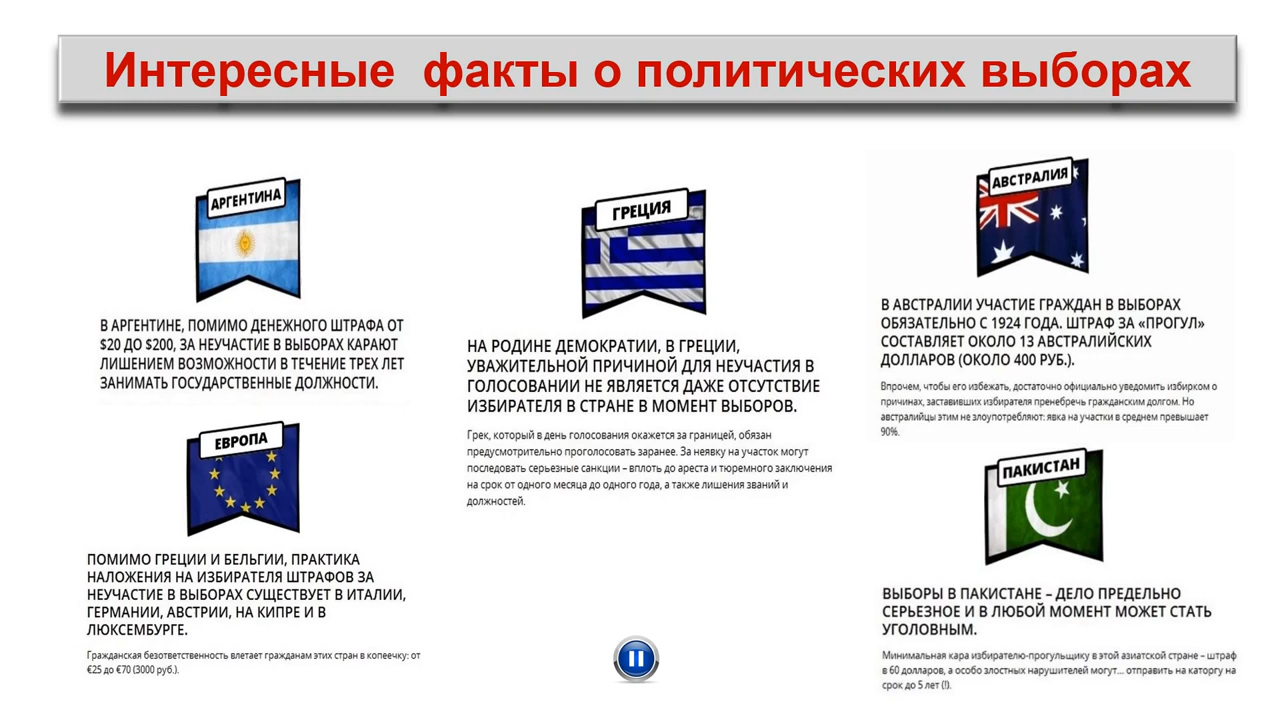 Интересные факты о политических выборах
АРГЕНТИНА
В АРГЕНТИНЕ, ПОМИМО ДЕНЕЖНОГО ШТРАФА ОТ
$20 ДО $200, ЗА НЕУЧАСТИЕ В ВЫБОРАХ КАРАЮТ
ЛИШЕНИЕМ ВОЗМОЖНОСТИ В ТЕЧЕНИЕ ТРЕХ ЛЕТ
ЗАНИМАТЬ ГОСУДАРСТВЕННЫЕ ДОЛЖНОСТИ.
ЕВРОПА
ПОМИМО ГРЕЦИИ И БЕЛЬГИИ, ПРАКТИКА
НАЛОЖЕНИЯ НА ИЗБИРАТЕЛЯ ШТРАФОВ ЗА
НЕУЧАСТИЕ В ВЫБОРАХ СУЩЕСТВУЕТ В ИТАЛИИ,
ГЕРМАНИИ, АВСТРИИ, НА КИПРЕ И В
ЛЮКСЕМБУРГЕ.
Гражданская безответственность влетает гражданам этих стран в копеечку: от
€25 до €70 (3000 руб.).
ГРЕЦИЯ
НА РОДИНЕ ДЕМОКРАТИИ, В ГРЕЦИИ,
УВАЖИТЕЛЬНОЙ ПРИЧИНОЙ ДЛЯ НЕУЧАСТИЯ В
ГОЛОСОВАНИИ НЕ ЯВЛЯЕТСЯ ДАЖЕ ОТСУТСТВИЕ
ИЗБИРАТЕЛЯ В СТРАНЕ В МОМЕНТ ВЫБОРОВ.
Грек, который в день голосования окажется за границей, обязан
предусмотрительно проголосовать заранее. За неявку на участок могут
последовать серьезные санкции – вплоть до ареста и тюремного заключения
на срок от одного месяца до одного года, а также лишения званий и
должностей.
АВСТРАЛИЯ
В АВСТРАЛИИ УЧАСТИЕ ГРАЖДАН В ВЫБОРАХ
ОБЯЗАТЕЛЬНО С 1924 ГОДА. ШТРАФ ЗА «ПРОГУЛ»
СОСТАВЛЯЕТ ОКОЛО 13 АВСТРАЛИЙСКИХ
ДОЛЛАРОВ (ОКОЛО 400 РУБ.).
Впрочем, чтобы его избежать, достаточно официально уведомить избирком о
причинах, заставивших избирателя пренебречь гражданским долгом. Но
австралийцы этим не злоупотребляют: явка на участки в среднем превышает
90%.
ПАКИСТАН
ВЫБОРЫ В ПАКИСТАНЕ – ДЕЛО ПРЕДЕЛЬНО
СЕРЬЕЗНОЕ И В ЛЮБОЙ МОМЕНТ МОЖЕТ СТАТЬ
УГОЛОВНЫМ.
Минимальная кара избирателю-прогульщику в этой азиатской стране – штраф
в 60 долларов, а особо злостных нарушителей могут... отправить на каторгу на
срок до 5 лет (!).